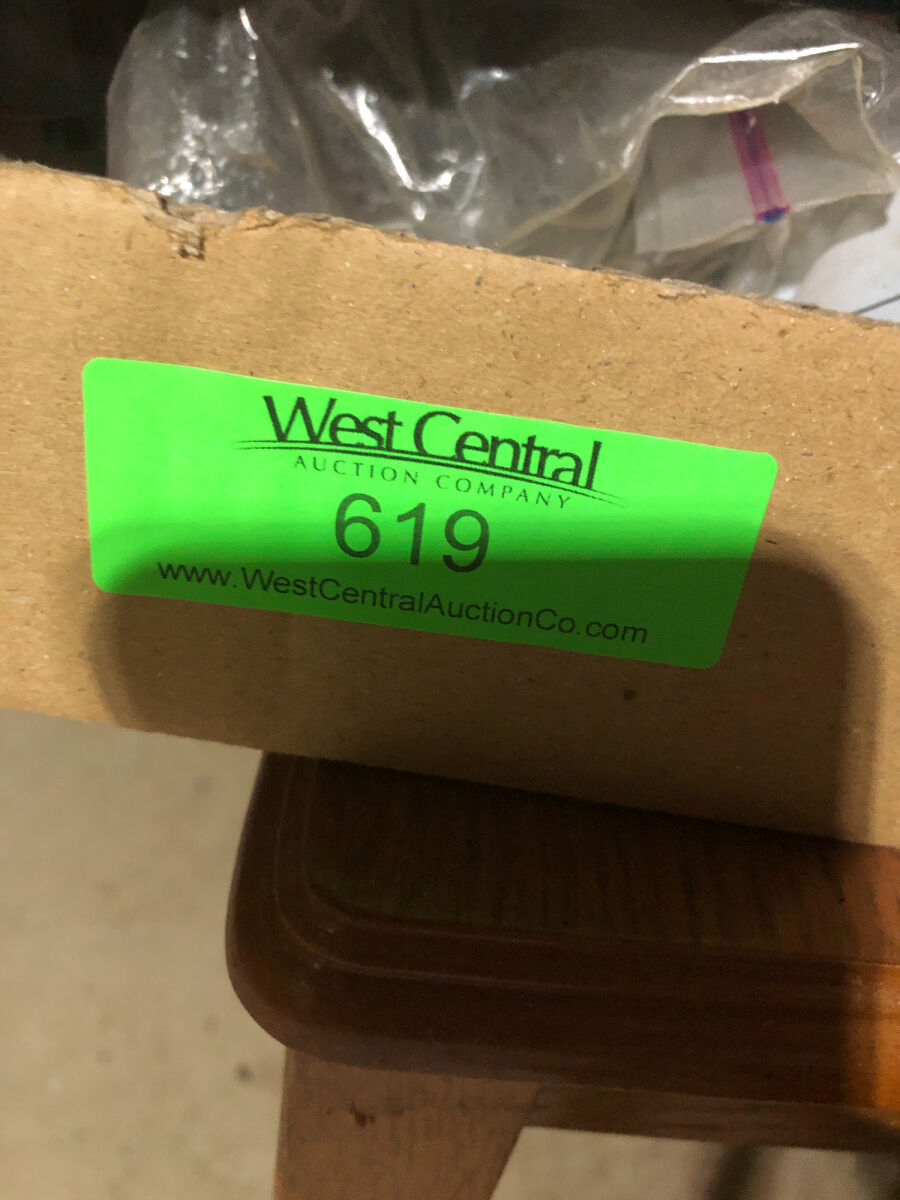 West Central
AUCTION COMPANY
619
www.WestCentralAuctionCo.com